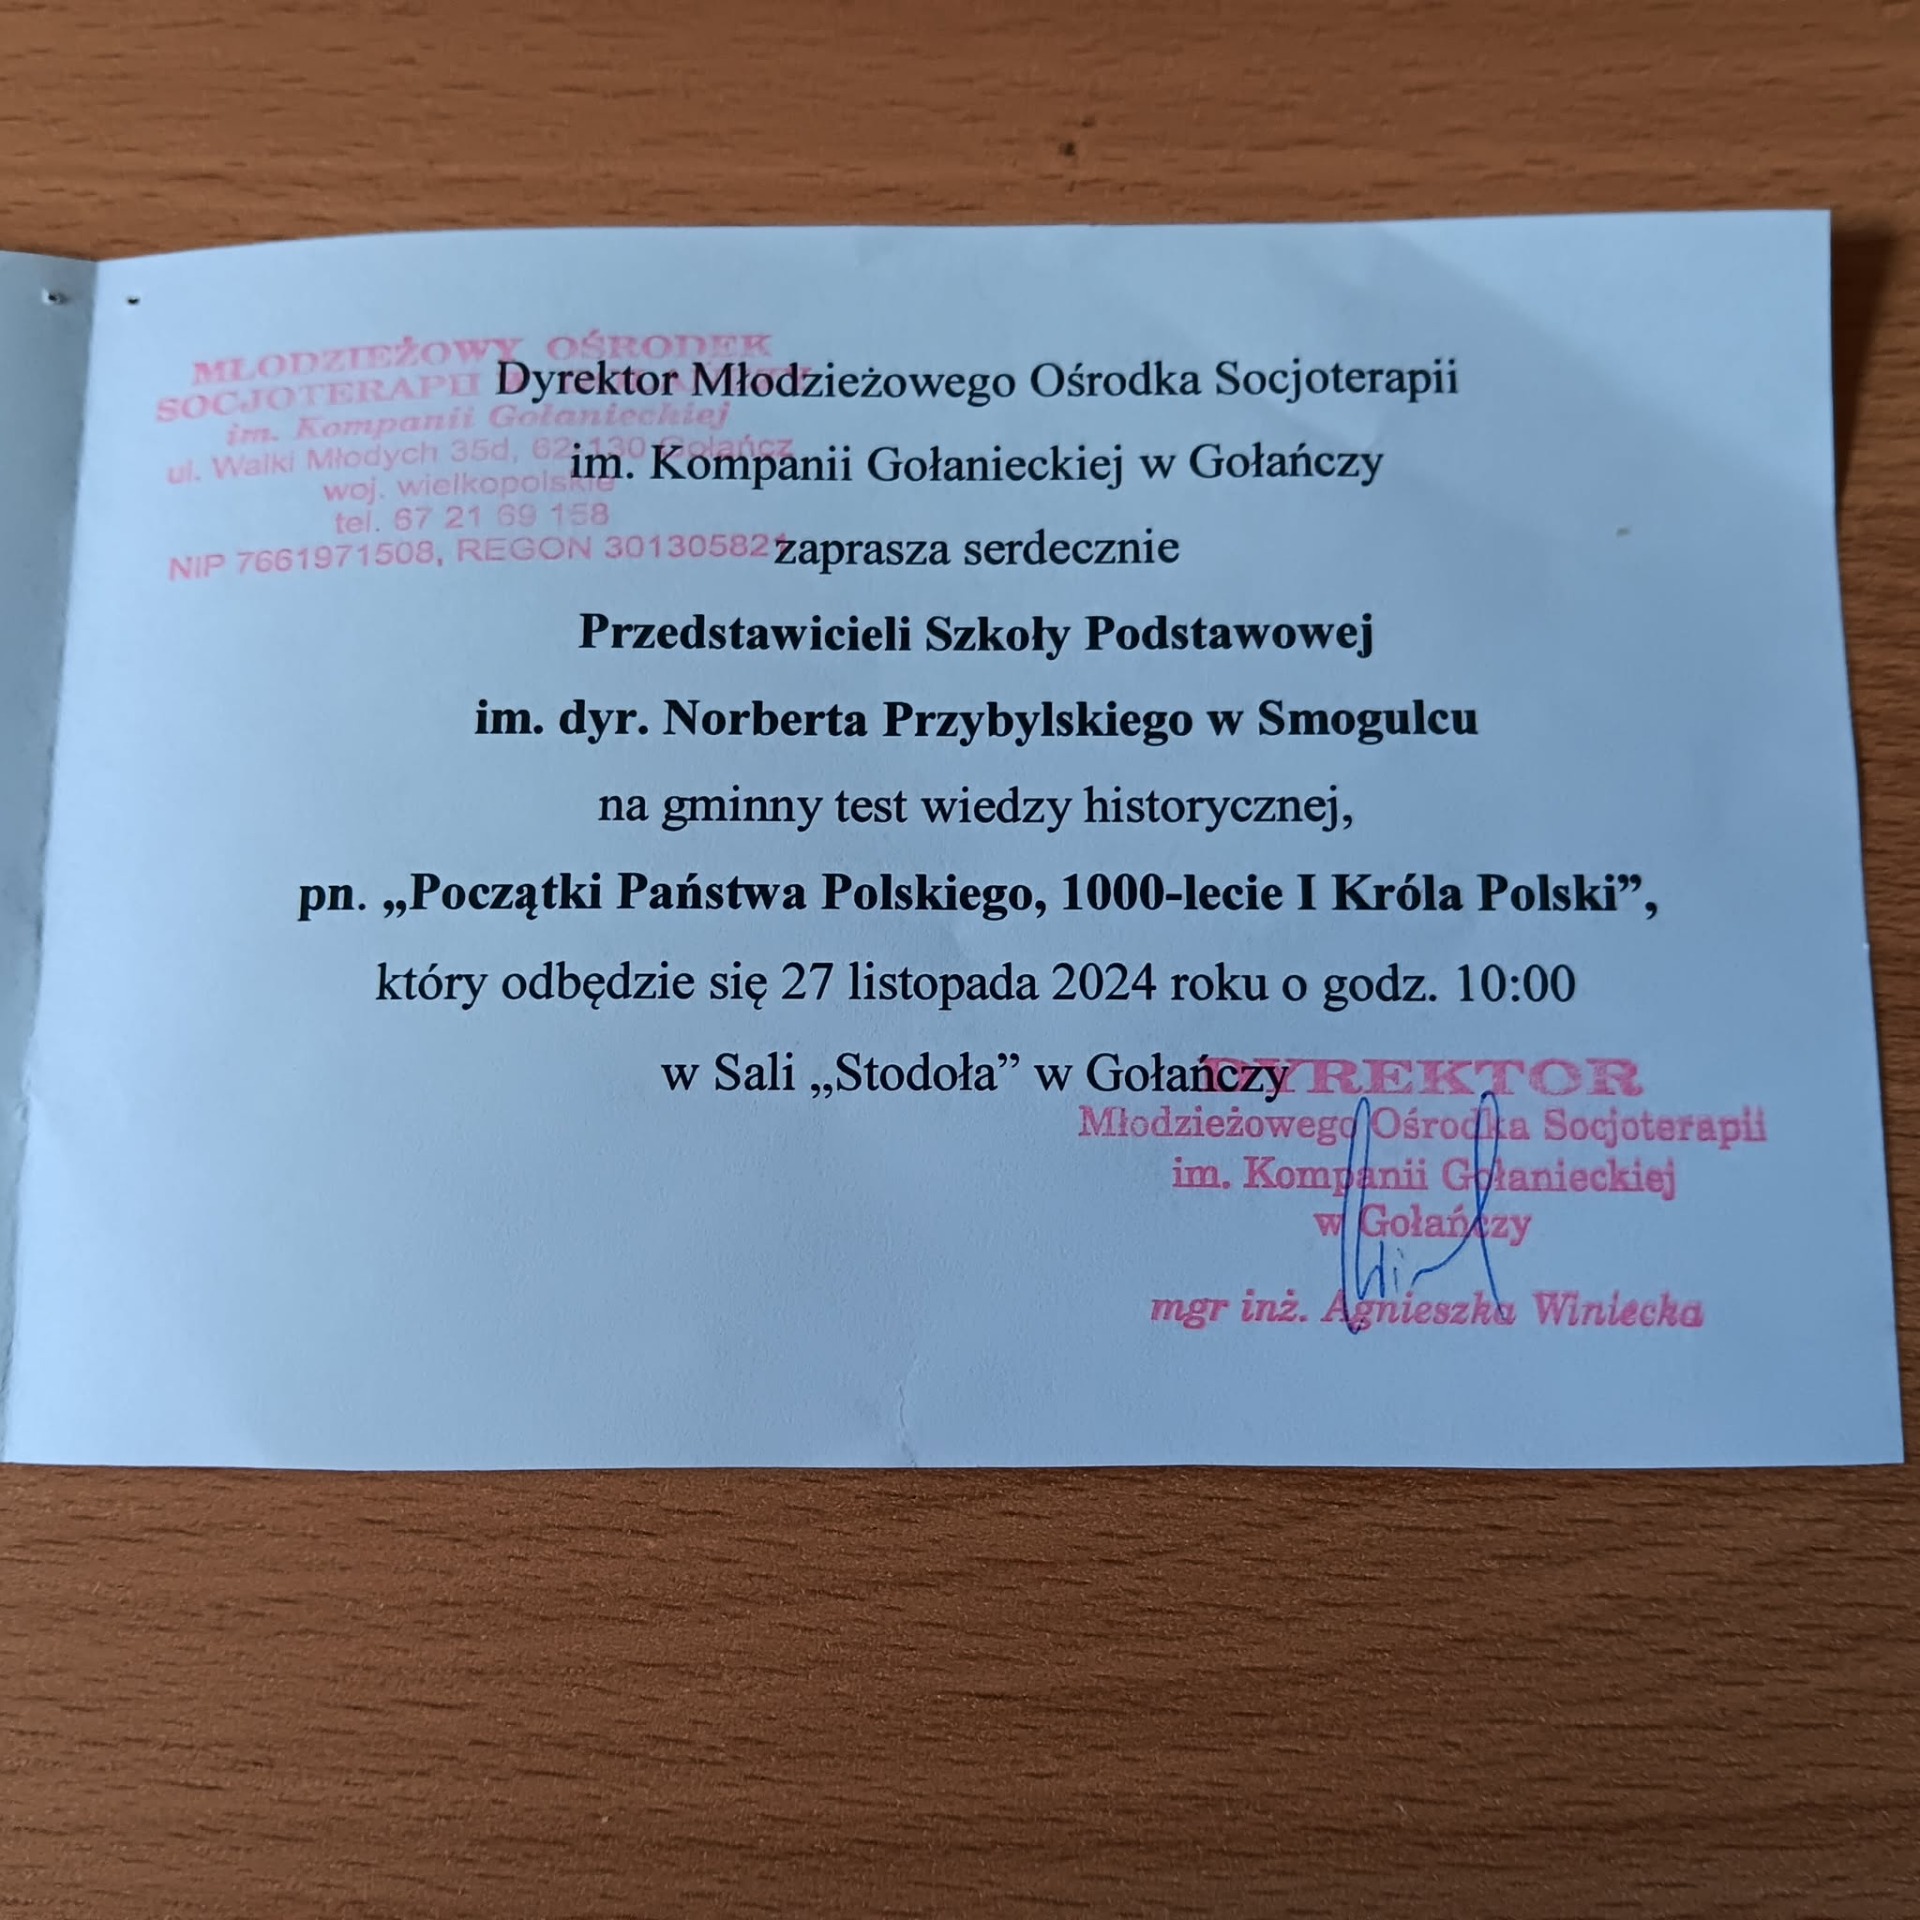 MŁODZIEŻOWY OŚRODEK
SOCJOTERAPII
im. Kompanii Gołanieckiej
ul. Walki Młodych 35d, 62-130 Gołańcz
woj. wielkopolskie
tel. 67 21 69 158
NIP 7661971508, REGON
Dyrektor Młodzieżowego Ośrodka Socjoterapii
im. Kompanii Gołanieckiej w Gołańczy
zaprasza serdecznie
Przedstawicieli Szkoły Podstawowej
im. dyr. Norberta Przybylskiego w Smogulcu
na gminny test wiedzy historycznej,
pn. „Początki Państwa Polskiego, 1000-lecie I Króla Polski”,
który odbędzie się 27 listopada 2024 roku o godz. 10:00
w Sali „Stodoła” w Gołańczy
DYREKTOR
Młodzieżowego Ośrodka Socjoterapii
im. Kompanii Gołanieckiej
w Gołańczy
mgr inż. Agnieszka Winiecka